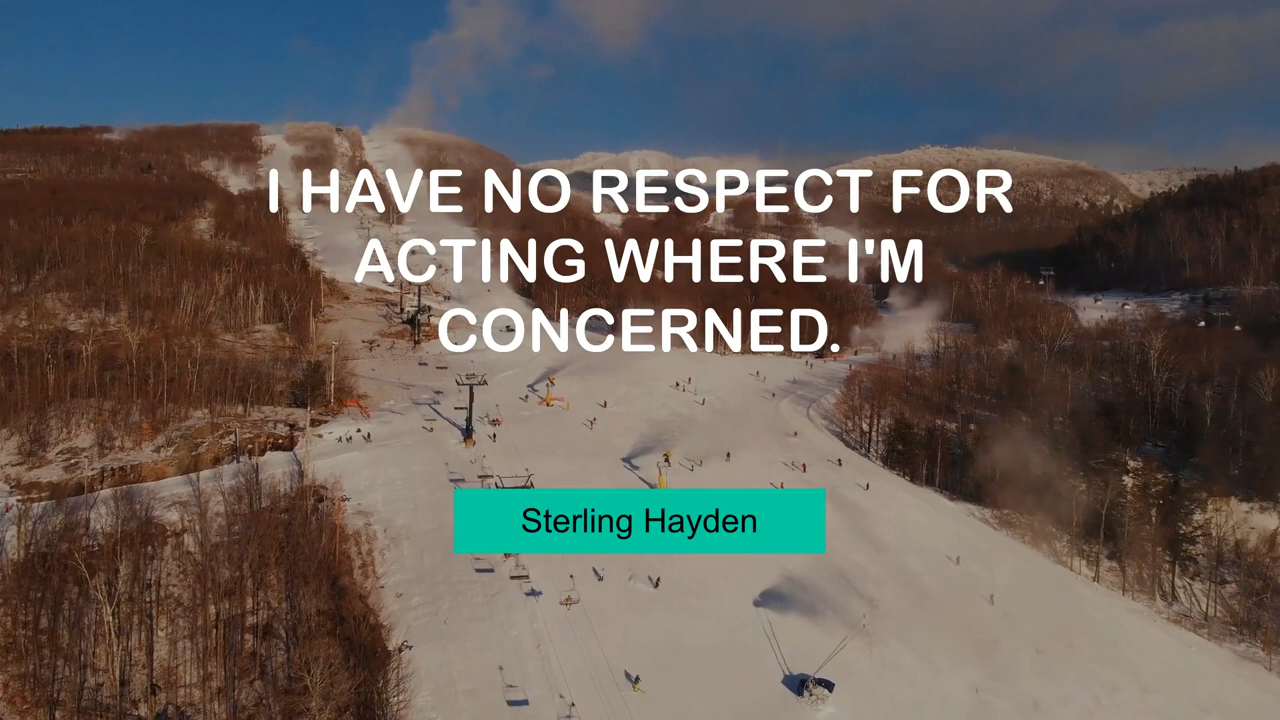 I HAVE NO RESPECT FOR
ACTING WHERE I'M
CONCERNED.
Sterling Hayden